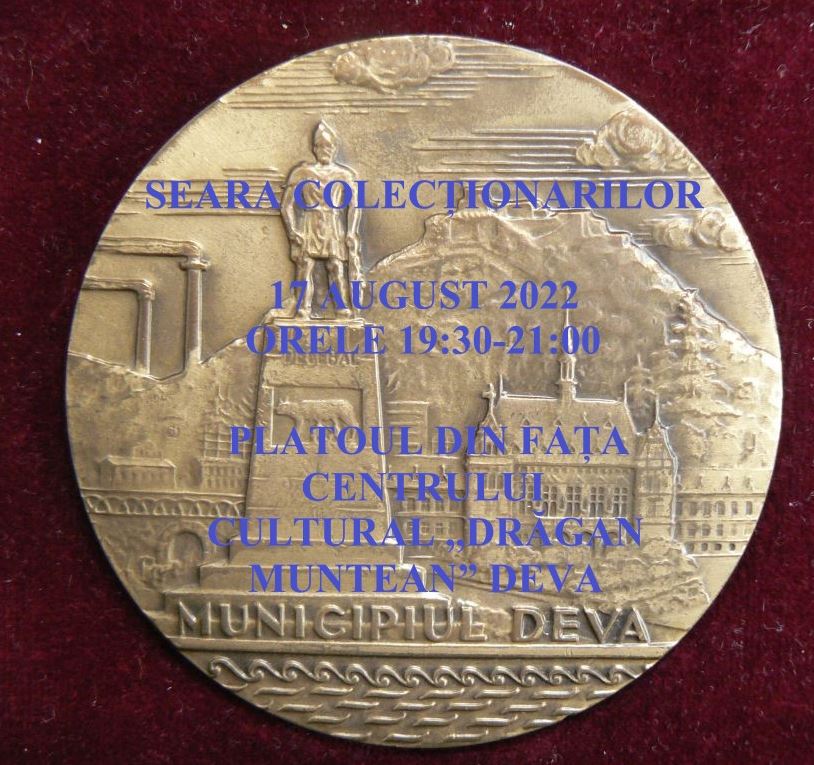 SEARA COLECȚIONARILOR
17 AUGUST 2022
ORELE 19:30-21:00
DECEBAL
PLATOUL DIN FAȚA
CENTRULUI
CULTURAL ,,DRĂGAN
MUNTEAN” DEVA
MUNICIPIUL DEVA